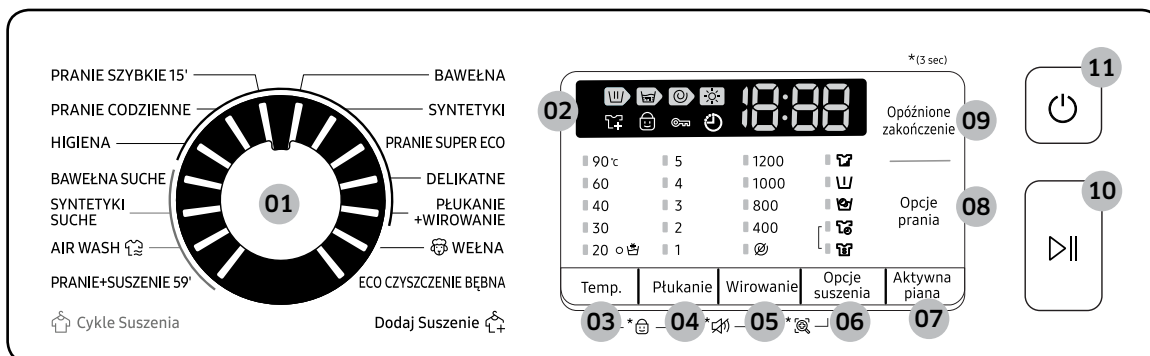 PRANIE SZYBKIE 15'
PRANIE CODZIENNE
HIGIENA
BAWEŁNA SUCHE
SYNTETYKI
SUCHE
AIR WASH
PRANIE+SUSZENIE 59'
Cykle Suszenia
01
BAWEŁNA
SYNTETYKI
PRANIE SUPER ECO
DELIKATNE
PŁUKANIE
+WIROWANIE
WEŁNA
ECO CZYSZCZENIE BĘBNA
Dodaj Suszenie
02
18:88
90℃ 5 1200
60 4 1000
40 3 800
30 2 400
20 1
Temp. Płukanie Wirowanie Opcje suszenia Aktywna piana
03 * 04 * 05 * 06 07
*(3 sec)
Opóźnione
zakończenie
09
Opcje
prania
08
11
10